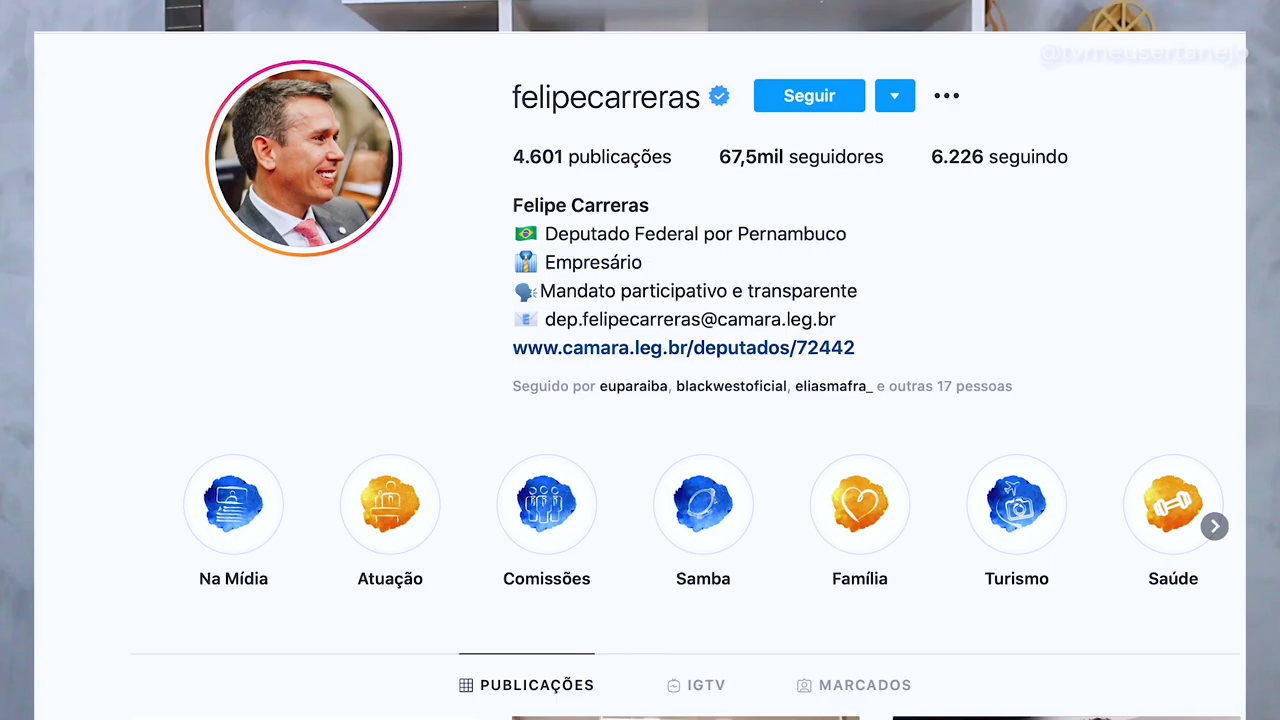 @tvmeusertanejo
felipecarreras
Seguir
4.601 publicações 67,5mil seguidores 6.226 seguindo
Felipe Carreras
Deputado Federal por Pernambuco
Empresário
Mandato participativo e transparente
dep.felipecarreras@camara.leg.br
www.camara.leg.br/deputados/72442
Seguido por euparaiba, blackwestoficial, eliasmafra_ e outras 17 pessoas
Na Mídia Atuação Comissões Samba Família Turismo Saúde
PUBLICAÇÕES IGTV MARCADOS